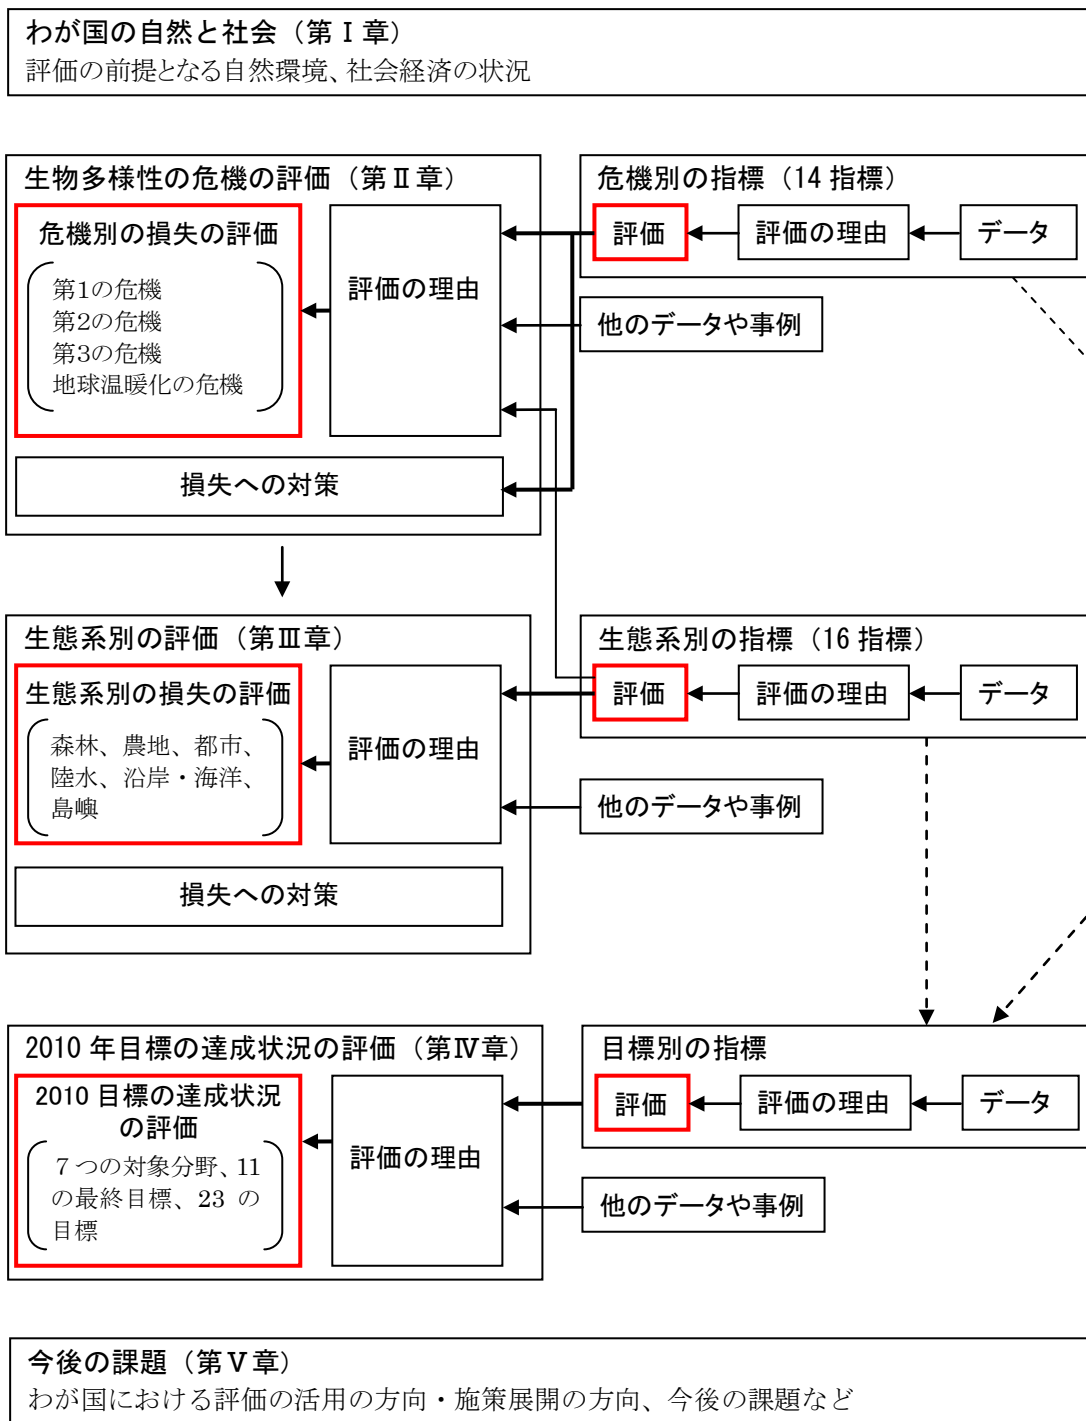 わが国の自然と社会（第Ⅰ章）
評価の前提となる自然環境、社会経済の状況
生物多様性の危機の評価（第Ⅱ章）
危機別の損失の評価
第1の危機
第2の危機
第3の危機
地球温暖化の危機
評価の理由
損失への対策
危機別の指標（14 指標）
評価
評価の理由
データ
他のデータや事例
生態系別の評価（第Ⅲ章）
生態系別の損失の評価
森林、農地、都市、
陸水、沿岸・海洋、
島嶼
評価の理由
損失への対策
生態系別の指標（16 指標）
評価
評価の理由
データ
他のデータや事例
2010 年目標の達成状況の評価（第Ⅳ章）
2010 目標の達成状況
の評価
７つの対象分野、11
の最終目標、23 の
目標
評価の理由
目標別の指標
評価
評価の理由
データ
他のデータや事例
今後の課題（第Ⅴ章）
わが国における評価の活用の方向・施策展開の方向、今後の課題など